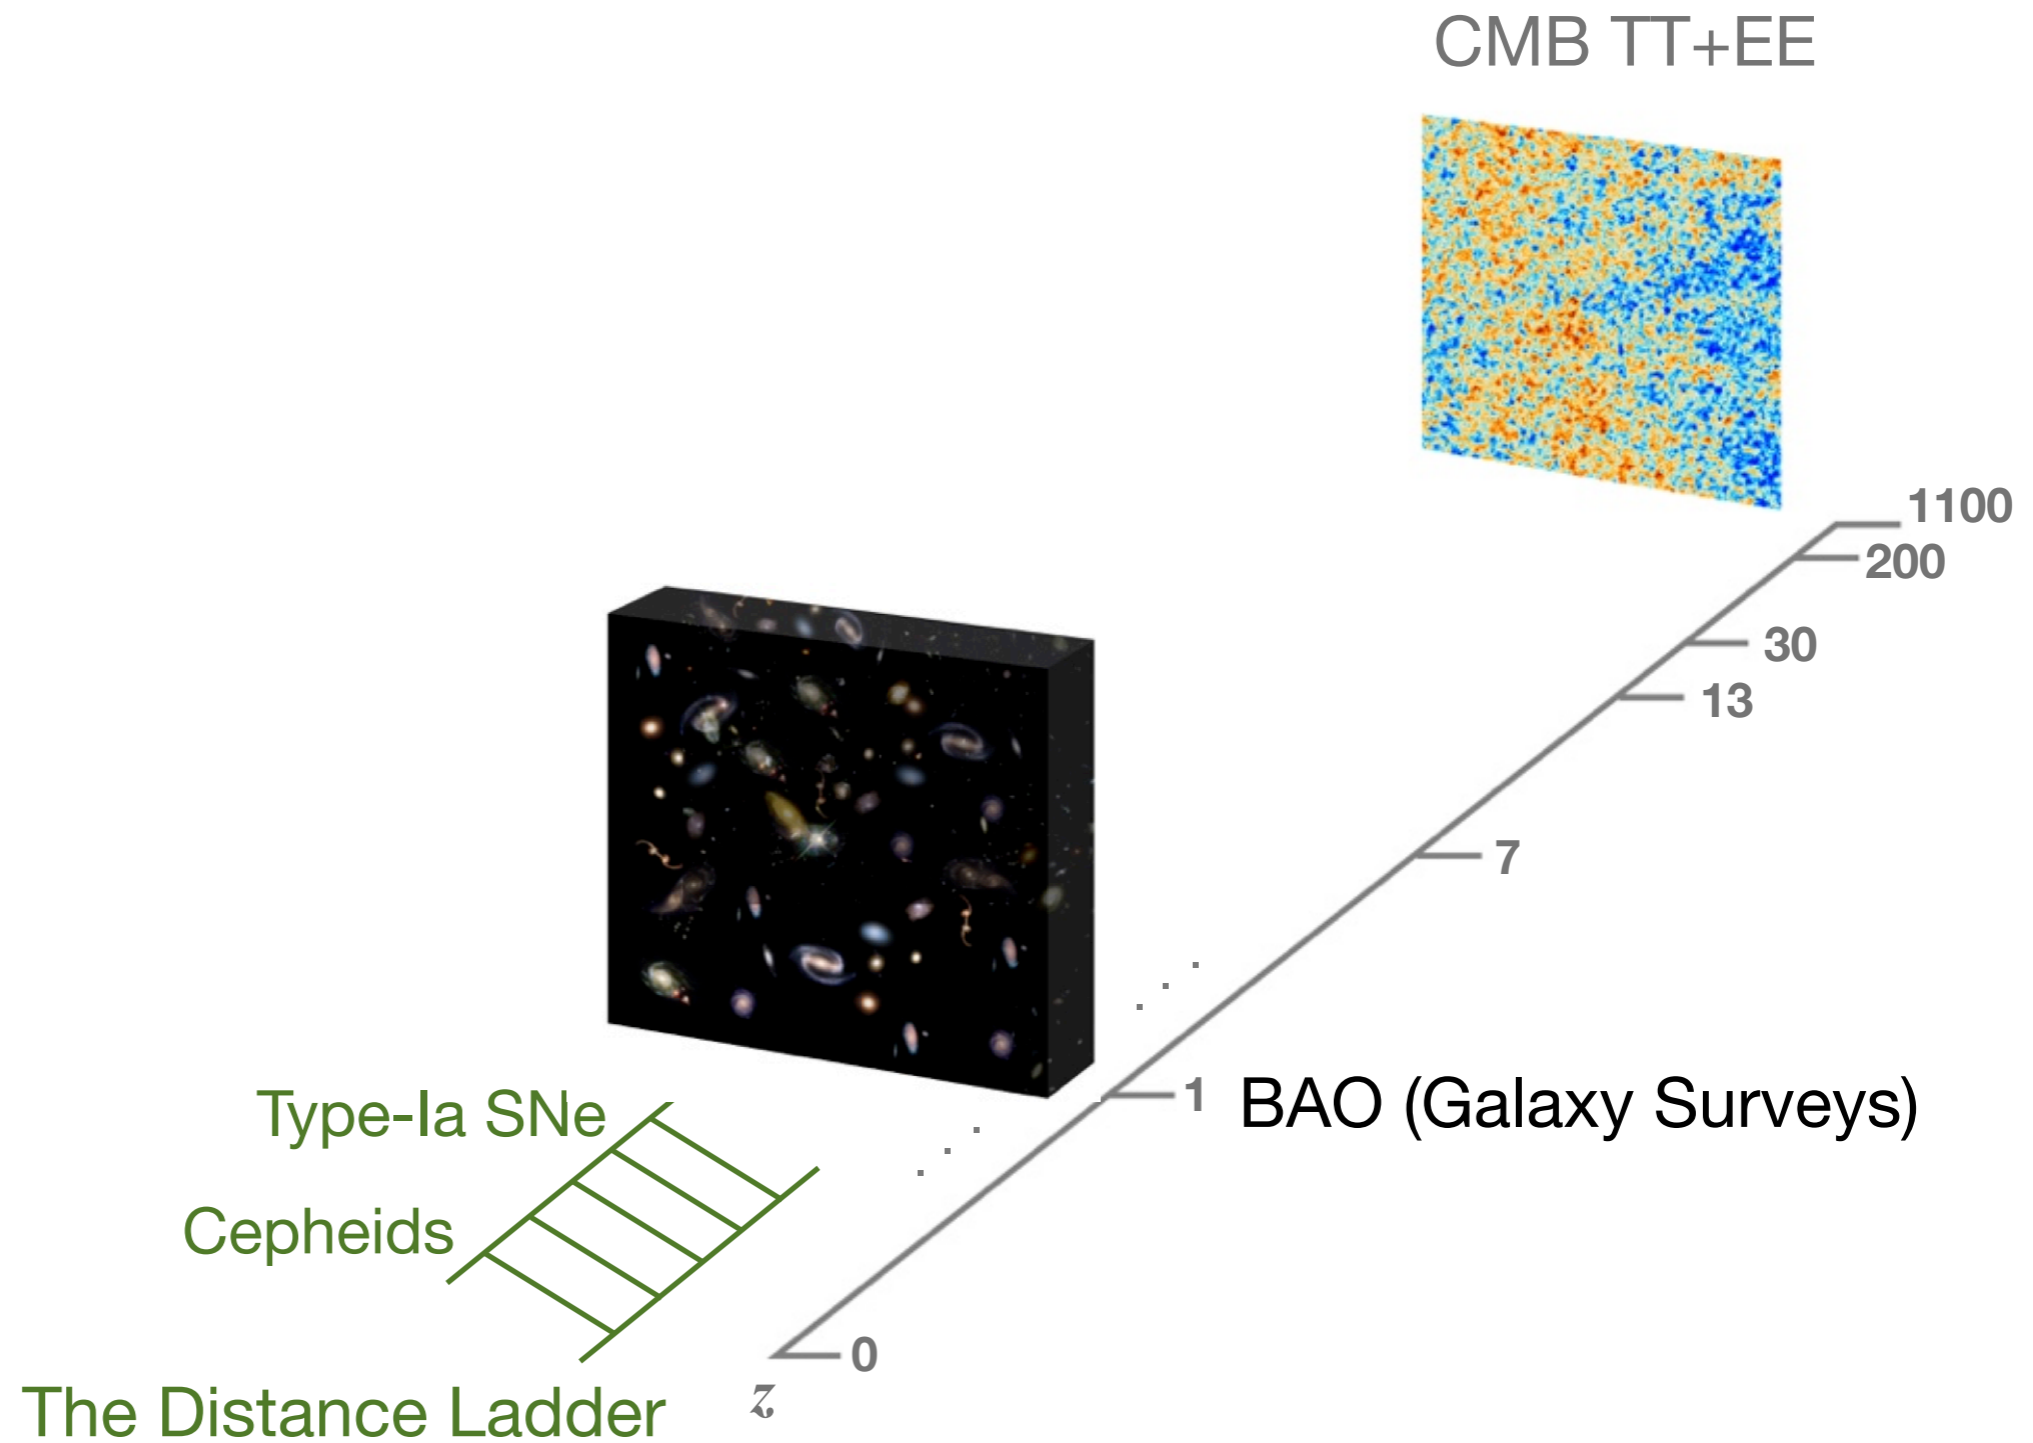 CMB TT+EE
1100
200
30
13
7
1 BAO (Galaxy Surveys)
Type-Ia SNe
Cepheids
0
The Distance Ladder
z